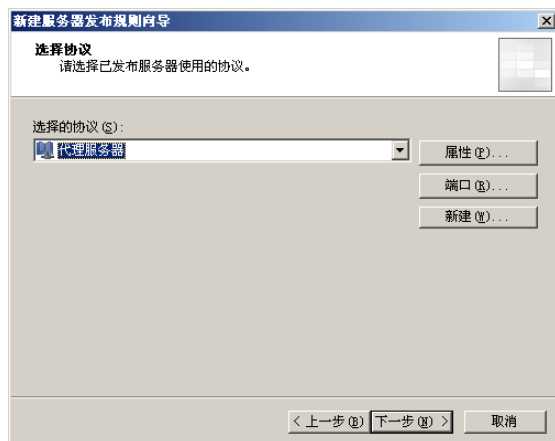 新建服务器发布规则向导
选择协议
请选择已发布服务器使用的协议。
选择的协议(S):
代理服务器
属性(P)...
端口(R)...
新建(W)...
< 上一步(B) 下一步(N) > 取消